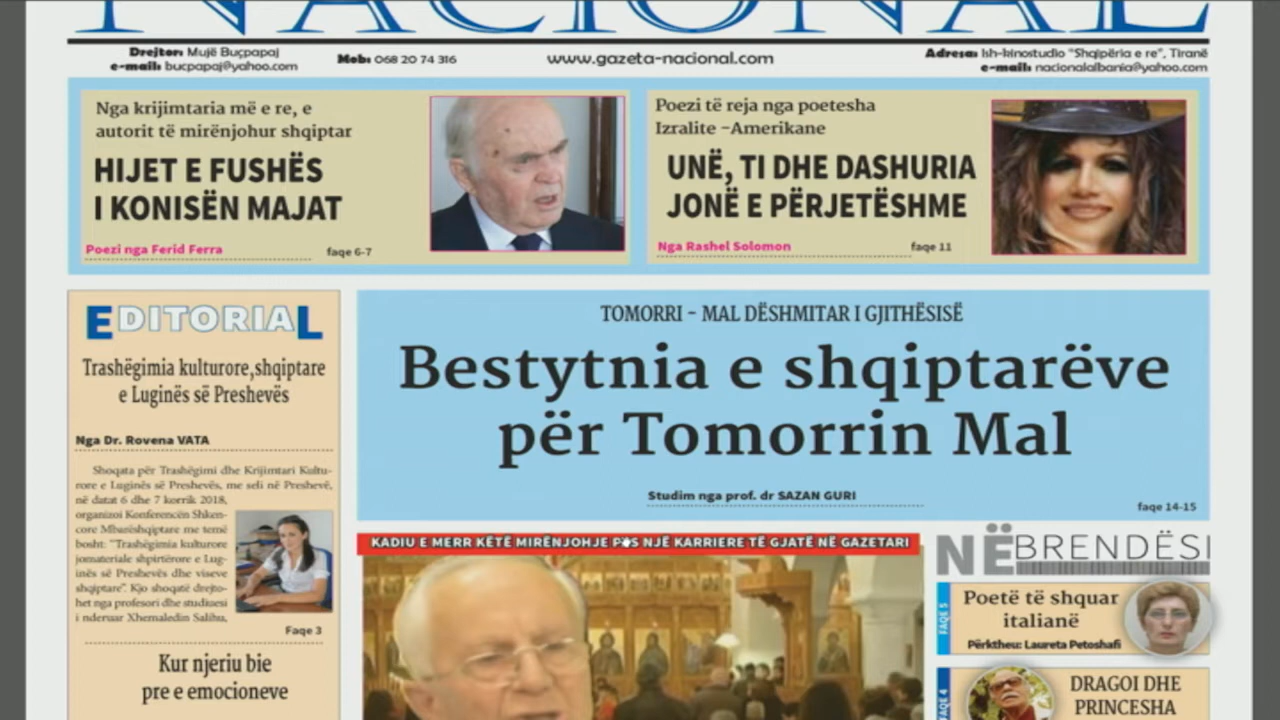 NACIONAL
Drejtor: Mujë Buçpapaj
e-mail: bucpapaj@yahoo.com
Mob: 068 20 74 316
www.gazeta-nacional.com
Adresa: Ish-kinostudio "Shqipëria e re", Tiranë
e-mail: nacionalalbania@yahoo.com
Nga krijimtaria më e re, e
autorit të mirënjohur shqiptar
HIJET E FUSHËS
I KONISËN MAJAT
Poezi nga Ferid Ferra
faqe 6-7
Poezi të reja nga poetesha
Izralite -Amerikane
UNË, TI DHE DASHURIA
JONË E PËRJETËSHME
Nga Rashel Solomon
faqe 11
EDITORIAL
Trashëgimia kulturore,shqiptare
e Luginës së Preshevës
Nga Dr. Rovena VATA
Shoqata për Trashëgimi dhe Krijimtari Kultu-
rore e Luginës së Preshevës, me seli në Preshevë,
në datat 6 dhe 7 korrik 2018,
organizoi Konferencën Shken-
core Mbarëshqiptare me temë
bosht: "Trashëgimia kulturore
jomateriale shpirtërore e Lug-
inës së Preshevës dhe viseve
shqiptare". Kjo shoqatë drejto-
het nga profesori dhe studiuesi
i nderuar Xhemaledin Salihu,
Faqe 3
Kur njeriu bie
pre e emocioneve
TOMORRI - MAL DËSHMITAR I GJITHËSISË
Bestytnia e shqiptarëve
për Tomorrin Mal
Studim nga prof. dr SAZAN GURI
faqe 14-15
KADIU E MERR KËTË MIRËNJOHJE PAS NJË KARRIERE TË GJATË NË GAZETARI
NË BRENDËSI
FAQE 5
Poetë të shquar
italianë
Përktheu: Laureta Petoshafi
FAQE 4
DRAGOI DHE
PRINCESHA